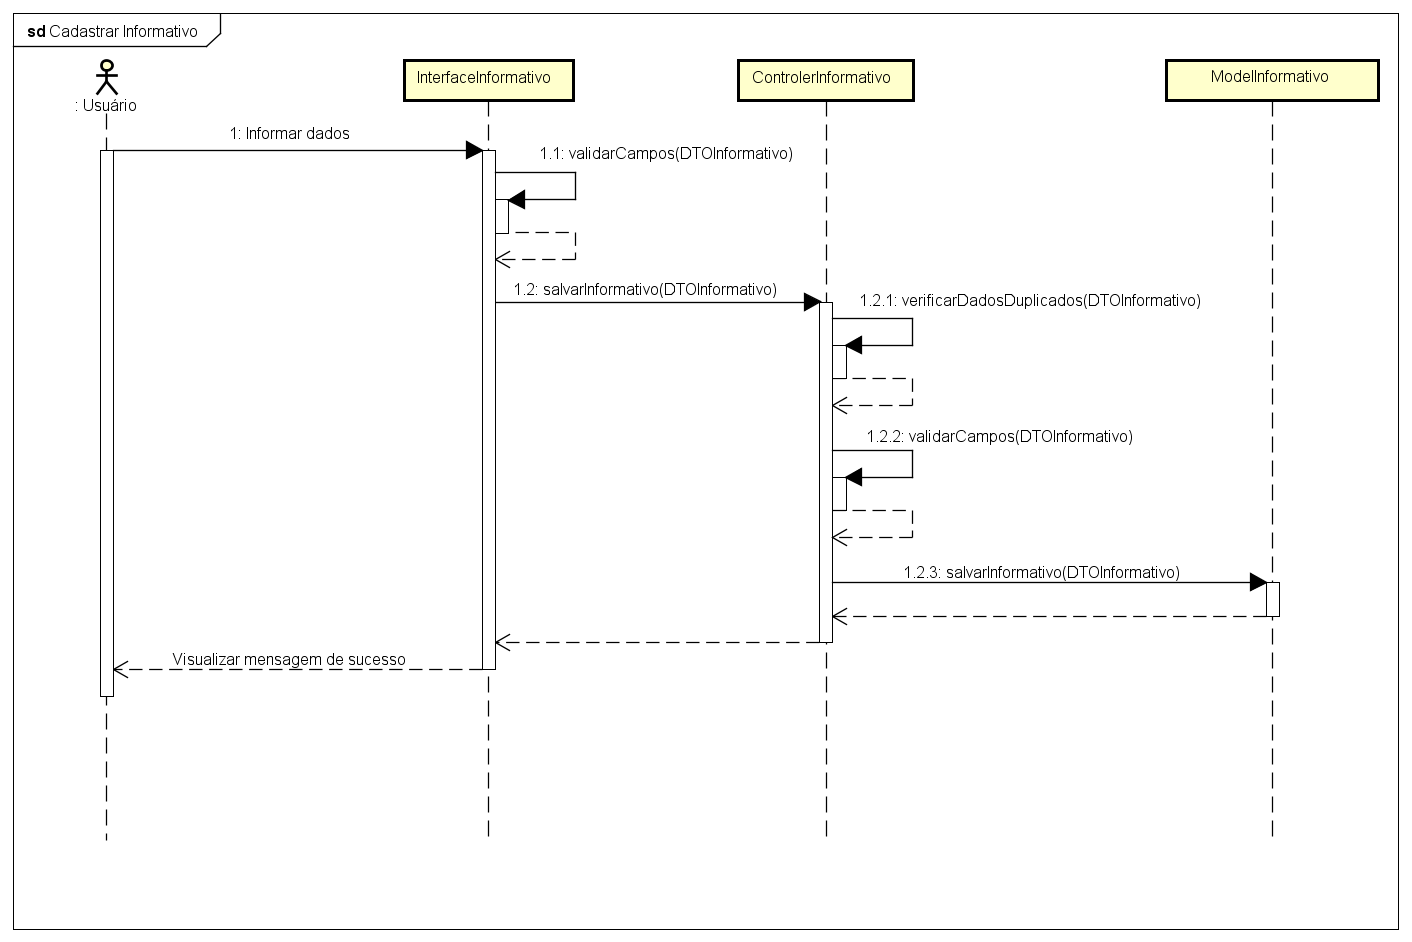 sd Cadastrar Informativo
: Usuário
InterfaceInformativo
ControlerInformativo
ModelInformativo
1: Informar dados
1.1: validarCampos(DTOInformativo)
1.2: salvarInformativo(DTOInformativo)
1.2.1: verificarDadosDuplicados(DTOInformativo)
1.2.2: validarCampos(DTOInformativo)
1.2.3: salvarInformativo(DTOInformativo)
Visualizar mensagem de sucesso